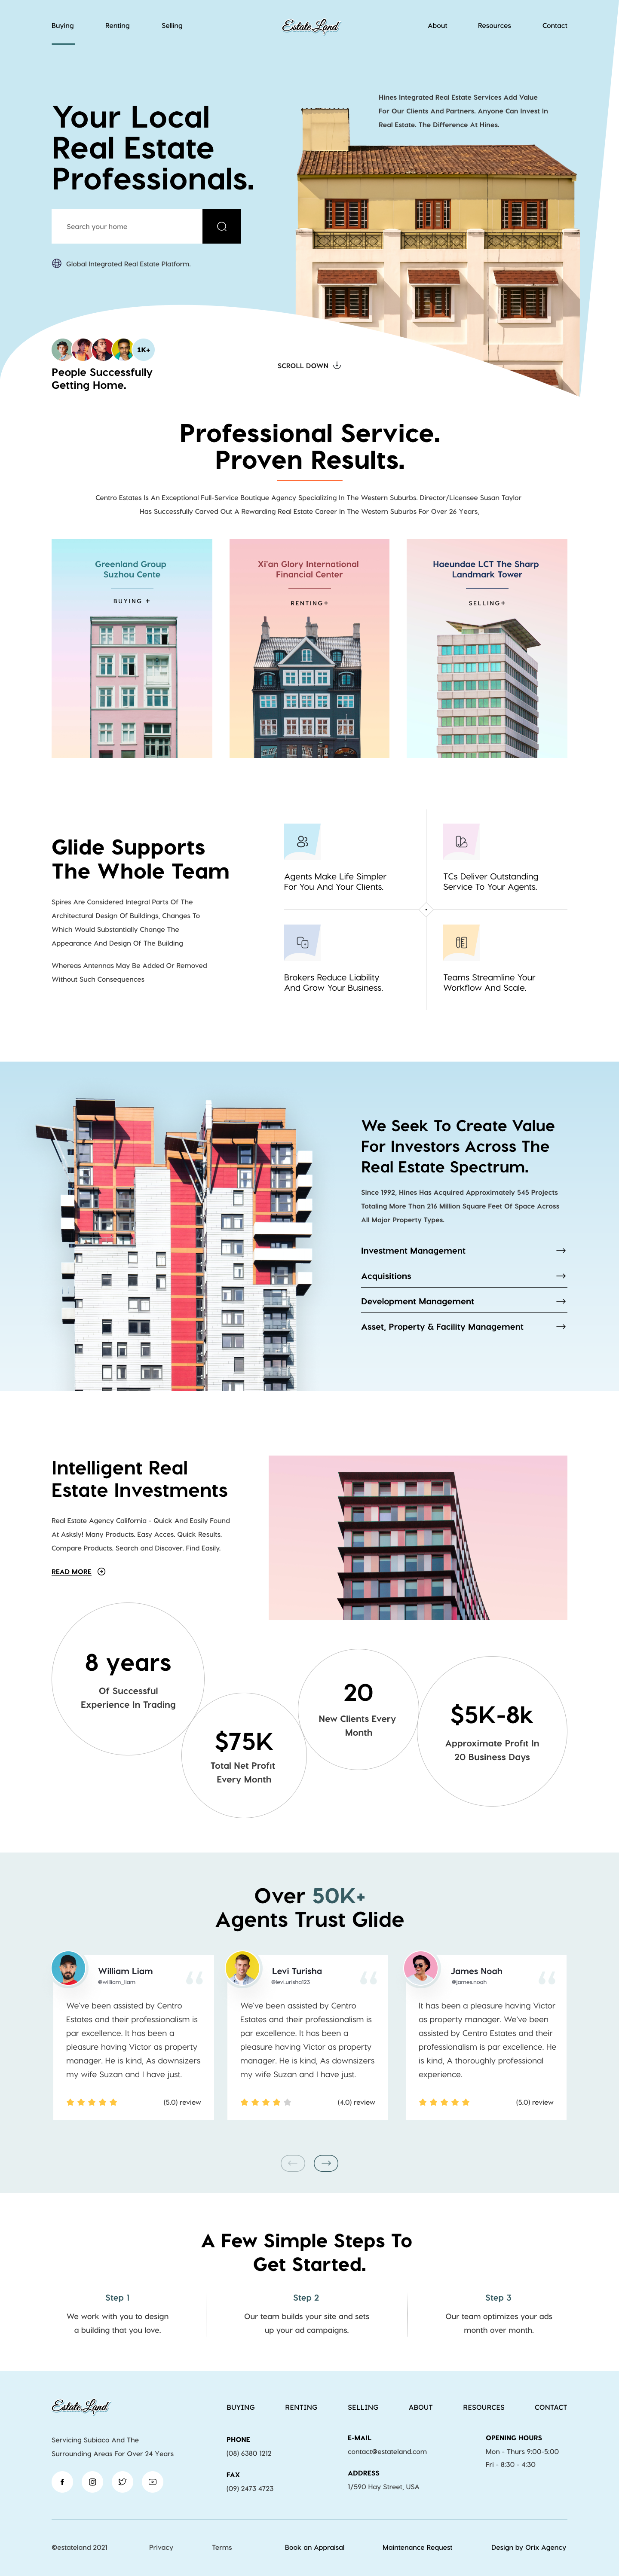 Buying Renting Selling Estate Land About Resources Contact
Hines Integrated Real Estate Services Add Value
For Our Clients And Partners. Anyone Can Invest In
Real Estate. The Difference At Hines.
Your Local
Real Estate
Professionals.
Search your home
Global Integrated Real Estate Platform.
1K+
People Successfully
Getting Home.
SCROLL DOWN
Professional Service.
Proven Results.
Centro Estates Is An Exceptional Full-Service Boutique Agency Specializing In The Western Suburbs. Director/Licensee Susan Taylor
Has Successfully Carved Out A Rewarding Real Estate Career In The Western Suburbs For Over 26 Years,
Greenland Group
Suzhou Cente
BUYING +
Xi'an Glory International
Financial Center
RENTING+
Haeundae LCT The Sharp
Landmark Tower
SELLING+
Glide Supports
The Whole Team
Spires Are Considered Integral Parts Of The
Architectural Design Of Buildings, Changes To
Which Would Substantially Change The
Appearance And Design Of The Building
Whereas Antennas May Be Added Or Removed
Without Such Consequences
Agents Make Life Simpler
For You And Your Clients.
TCs Deliver Outstanding
Service To Your Agents.
Brokers Reduce Liability
And Grow Your Business.
Teams Streamline Your
Workflow And Scale.
We Seek To Create Value
For Investors Across The
Real Estate Spectrum.
Since 1992, Hines Has Acquired Approximately 545 Projects
Totaling More Than 216 Million Square Feet Of Space Across
All Major Property Types.
Investment Management
Acquisitions
Development Management
Asset, Property & Facility Management
Intelligent Real
Estate Investments
Real Estate Agency California - Quick And Easily Found
At Asksly! Many Products. Easy Acces. Quick Results.
Compare Products. Search and Discover. Find Easily.
READ MORE
8 years
Of Successful
Experience In Trading
$75K
Total Net Profit
Every Month
20
New Clients Every
Month
$5K-8k
Approximate Profit In
20 Business Days
Over 50K+
Agents Trust Glide
William Liam
@william_liam
We've been assisted by Centro
Estates and their professionalism is
par excellence. It has been a
pleasure having Victor as property
manager. He is kind, As downsizers
my wife Suzan and I have just.
(5.0) review
Levi Turisha
@levi.urisha123
We've been assisted by Centro
Estates and their professionalism is
par excellence. It has been a
pleasure having Victor as property
manager. He is kind, As downsizers
my wife Suzan and I have just.
(4.0) review
James Noah
@james.noah
It has been a pleasure having Victor
as property manager. We've been
assisted by Centro Estates and their
professionalism is par excellence. He
is kind, A thoroughly professional
experience.
(5.0) review
A Few Simple Steps To
Get Started.
Step 1
We work with you to design
a building that you love.
Step 2
Our team builds your site and sets
up your ad campaigns.
Step 3
Our team optimizes your ads
month over month.
Estate Land
Servicing Subiaco And The
Surrounding Areas For Over 24 Years
BUYING RENTING SELLING ABOUT RESOURCES CONTACT
PHONE
(08) 6380 1212
FAX
(09) 2473 4723
E-MAIL
contact@estateland.com
ADDRESS
1/590 Hay Street, USA
OPENING HOURS
Mon - Thurs 9:00-5:00
Fri - 8:30 - 4:30
©estateland 2021 Privacy Terms Book an Appraisal Maintenance Request Design by Orix Agency